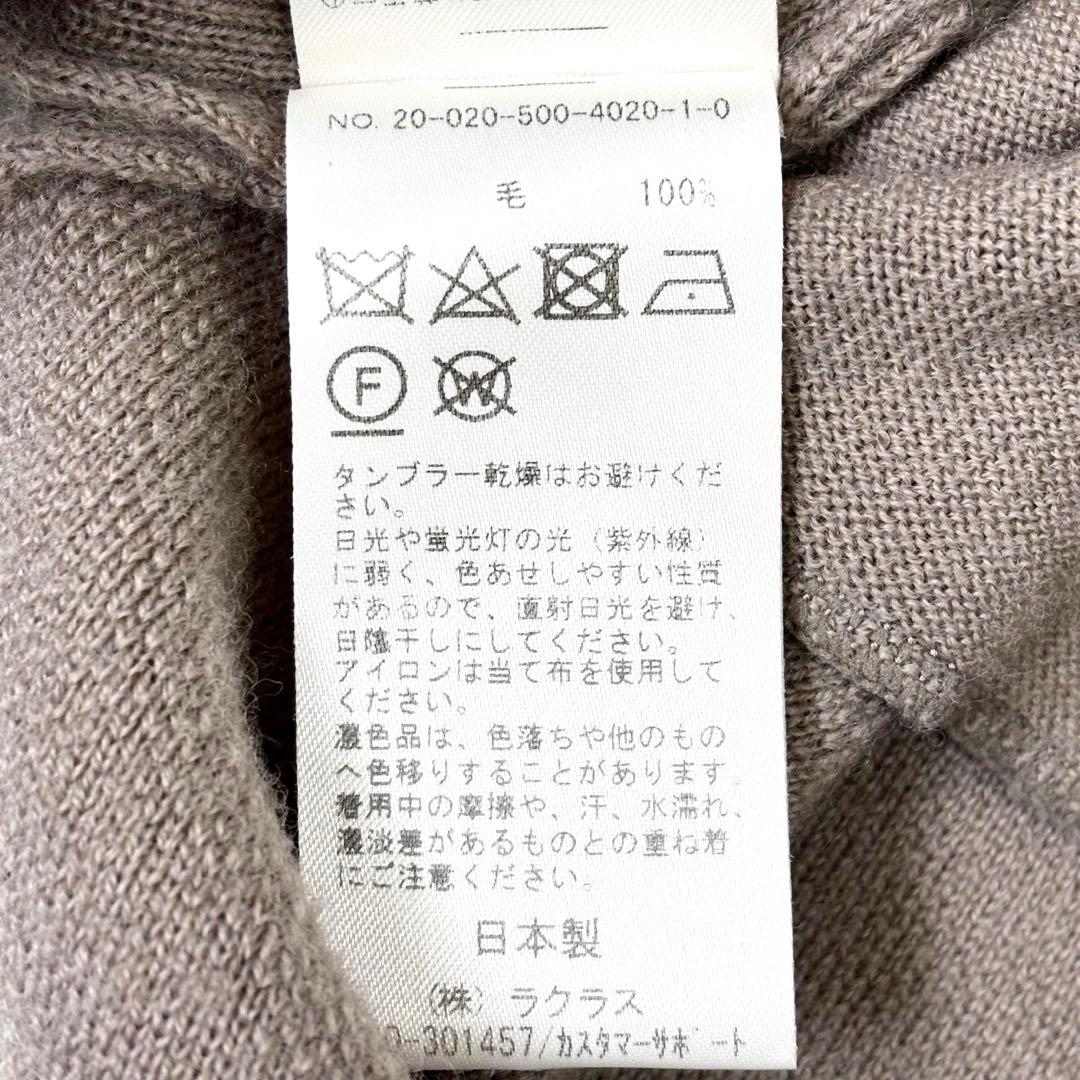 NO. 20-020-500-4020-1-0
毛 100%
F
W
タンブラー乾燥はお避けくだ
さい。
日光や蛍光灯の光（紫外線）
に弱く、色あせしやすい性質
があるので、直射日光を避け、
日陰干しにしてください。
アイロンは当て布を使用して
ください。
濃色品は、色落ちや他のもの
へ色移りすることがあります。
着用中の摩擦や、汗、水濡れ、
濃淡差があるものとの重ね着
にご注意ください。
日本製
（株）ラクラス
-301457/カスタマーサポート